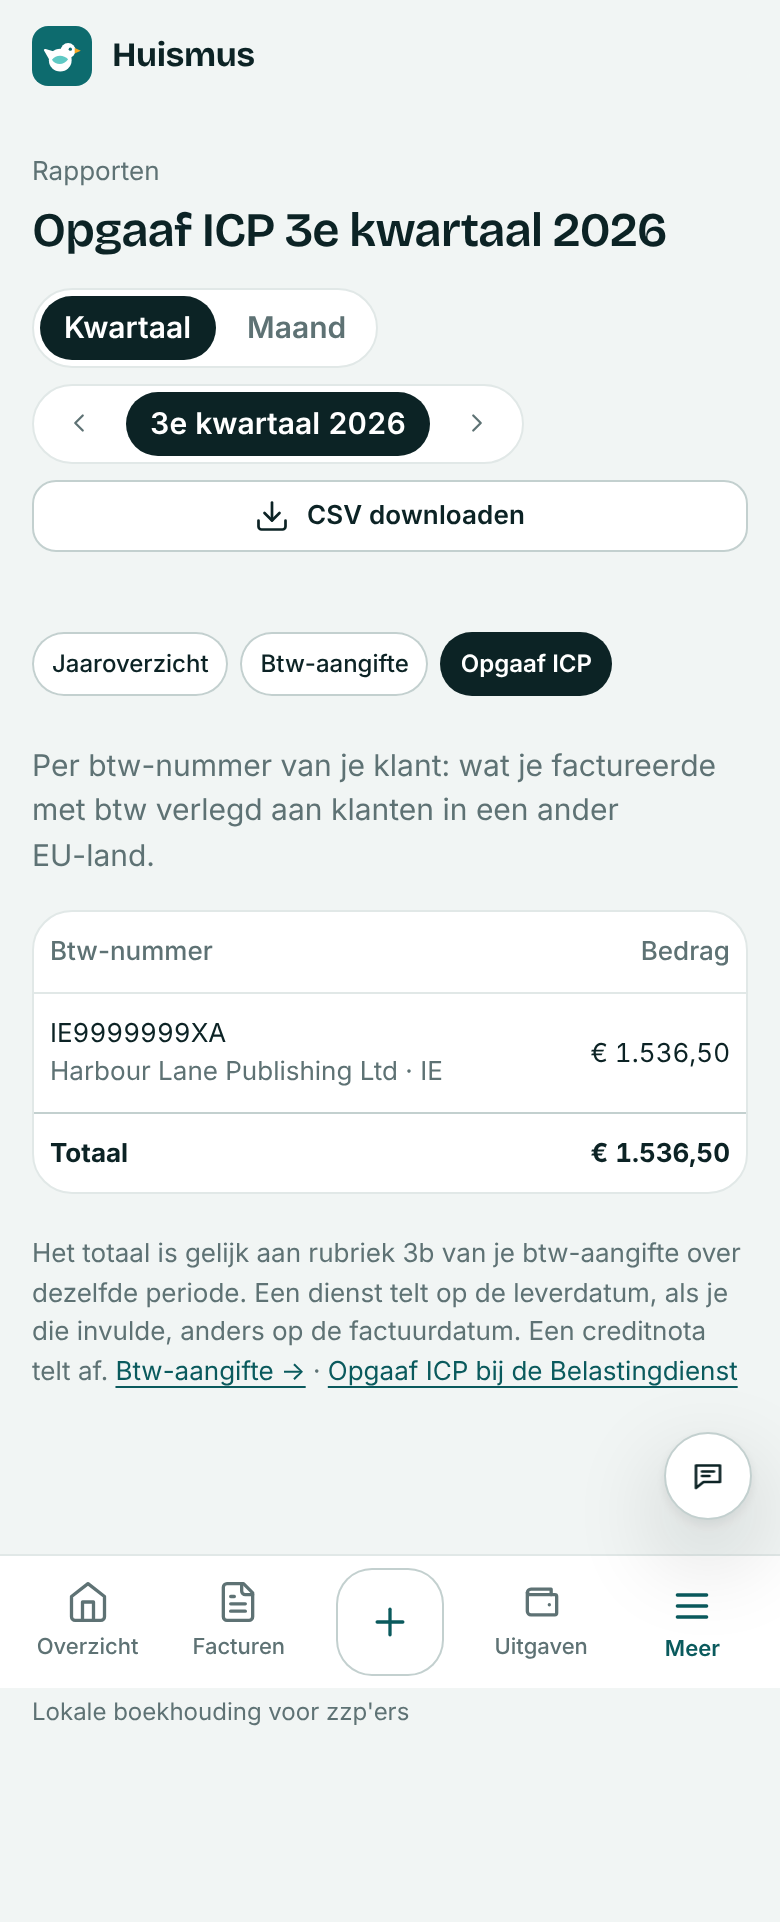 Huismus
Rapporten
Opgaaf ICP 3e kwartaal 2026
Kwartaal Maand
3e kwartaal 2026
CSV downloaden
Jaaroverzicht Btw-aangifte Opgaaf ICP
Per btw-nummer van je klant: wat je factureerde
met btw verlegd aan klanten in een ander
EU-land.
Btw-nummer Bedrag
IE9999999XA
Harbour Lane Publishing Ltd · IE
€ 1.536,50
Totaal € 1.536,50
Het totaal is gelijk aan rubriek 3b van je btw-aangifte over
dezelfde periode. Een dienst telt op de leverdatum, als je
die invulde, anders op de factuurdatum. Een creditnota
telt af. Btw-aangifte → · Opgaaf ICP bij de Belastingdienst
Overzicht Facturen Uitgaven Meer
Lokale boekhouding voor zzp'ers